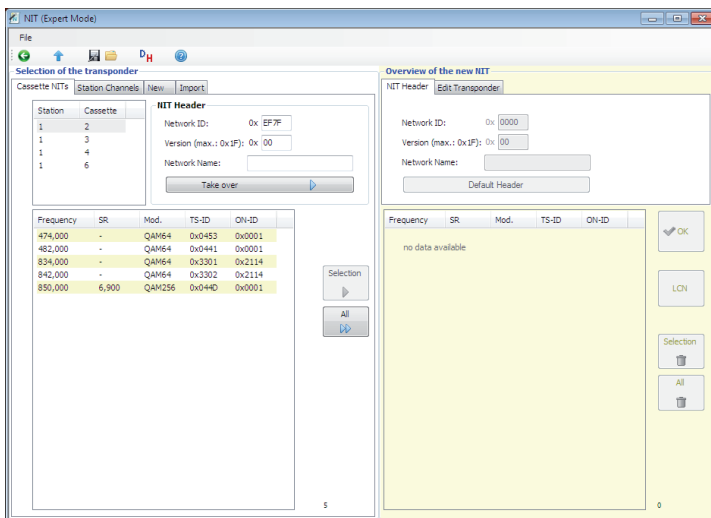 NIT (Expert Mode)
File
DH
Selection of the transponder
Cassette NITs Station Channels New Import
Station Cassette
1 2
1 3
1 4
1 6
NIT Header
Network ID: 0x EF7F
Version (max.: 0x1F): 0x 00
Network Name:
Take over
Frequency SR Mod. TS-ID ON-ID
474,000 - QAM64 0x0453 0x0001
482,000 - QAM64 0x0441 0x0001
834,000 - QAM64 0x3301 0x2114
842,000 - QAM64 0x3302 0x2114
850,000 6,900 QAM256 0x044D 0x0001
Selection
All
5
Overview of the new NIT
NIT Header Edit Transponder
Network ID: 0x 0000
Version (max.: 0x1F): 0x 00
Network Name:
Default Header
Frequency SR Mod. TS-ID ON-ID
no data available
OK
LCN
Selection
All
0